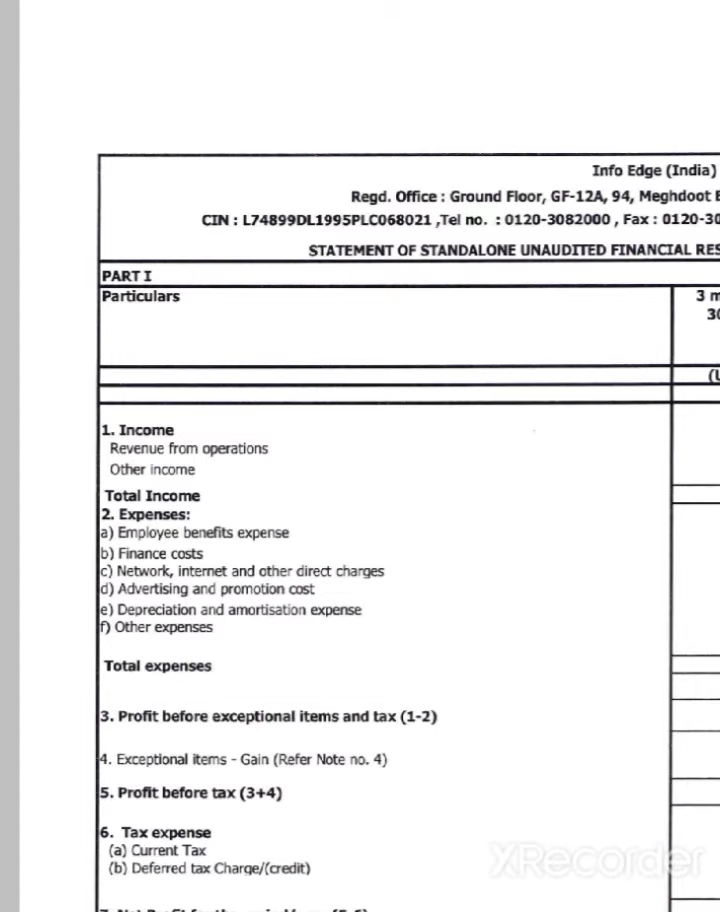 Info Edge (India)
Regd. Office : Ground Floor, GF-12A, 94, Meghdoot
CIN : L74899DL1995PLC068021 ,Tel no. : 0120-3082000 , Fax : 0120-30
STATEMENT OF STANDALONE UNAUDITED FINANCIAL RES
PART I
Particulars
3 m
30
(U
1. Income
Revenue from operations
Other income
Total Income
2. Expenses:
a) Employee benefits expense
b) Finance costs
c) Network, internet and other direct charges
d) Advertising and promotion cost
e) Depreciation and amortisation expense
f) Other expenses
Total expenses
3. Profit before exceptional items and tax (1-2)
4. Exceptional items - Gain (Refer Note no. 4)
5. Profit before tax (3+4)
6. Tax expense
(a) Current Tax
(b) Deferred tax Charge/(credit)
XRecorder